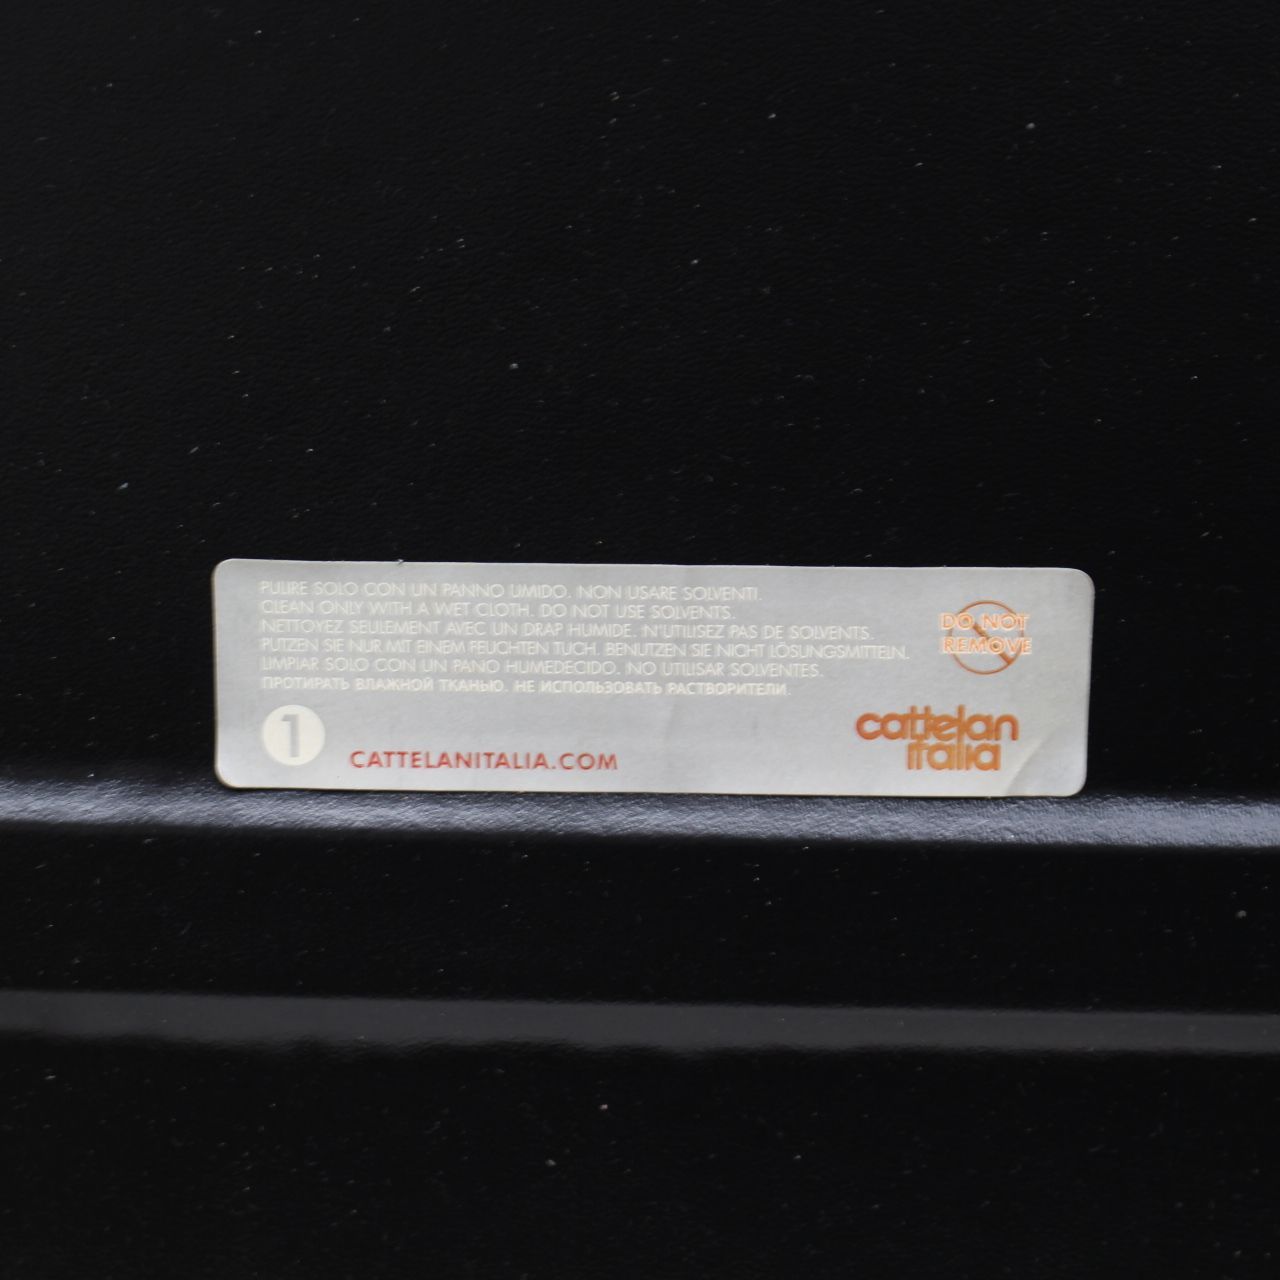 PULIRE SOLO CON UN PANNO UMIDO. NON USARE SOLVENTI.
CLEAN ONLY WITH A WET CLOTH. DO NOT USE SOLVENTS.
NETTOYEZ SEULEMENT AVEC UN DRAP HUMIDE. N'UTILISEZ PAS DE SOLVENTS.
PUTZEN SIE NUR MIT EINEM FEUCHTEN TUCH. BENUTZEN SIE NICHT LÖSUNGSMITTELN.
LIMPIAR SOLO CON UN PANO HUMEDECIDO. NO UTILISAR SOLVENTES.
ПРОТИРАТЬ ВЛАЖНОЙ ТКАНЬЮ. НЕ ИСПОЛЬЗОВАТЬ РАСТВОРИТЕЛИ.
DO NOT
REMOVE
1
CATTELANITALIA.COM
cattelan
italia